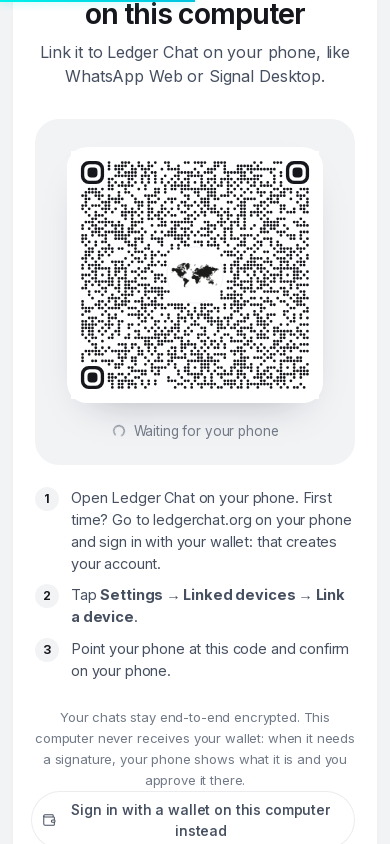 on this computer
Link it to Ledger Chat on your phone, like
WhatsApp Web or Signal Desktop.
Waiting for your phone
1 Open Ledger Chat on your phone. First
time? Go to ledgerchat.org on your phone
and sign in with your wallet: that creates
your account.
2 Tap Settings → Linked devices → Link
a device.
3 Point your phone at this code and confirm
on your phone.
Your chats stay end-to-end encrypted. This
computer never receives your wallet: when it needs
a signature, your phone shows what it is and you
approve it there.
Sign in with a wallet on this computer
instead